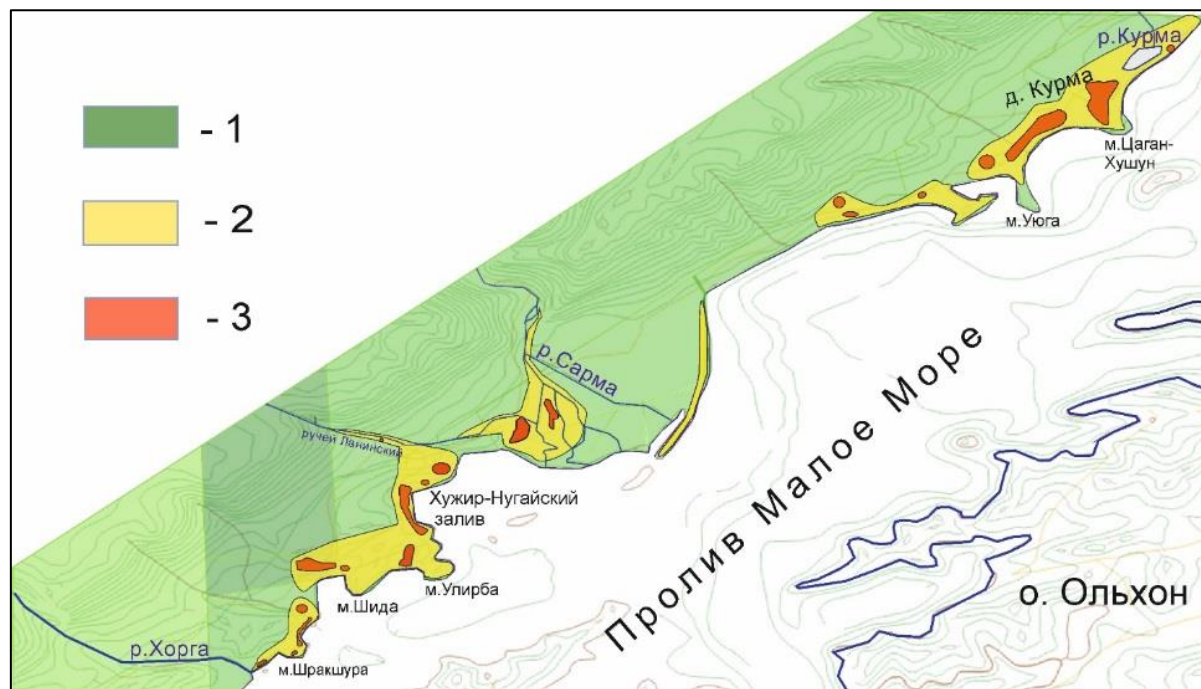 - 1
- 2
- 3
р.Курма
д. Курма
м.Цаган-
Хушун
м.Уюга
р.Сарма
ручей Ланинский
Хужир-Нугайский
залив
м.Улирба
м.Шида
р.Хорга
м.Шракшура
Пролив Малое Море
о. Ольхон